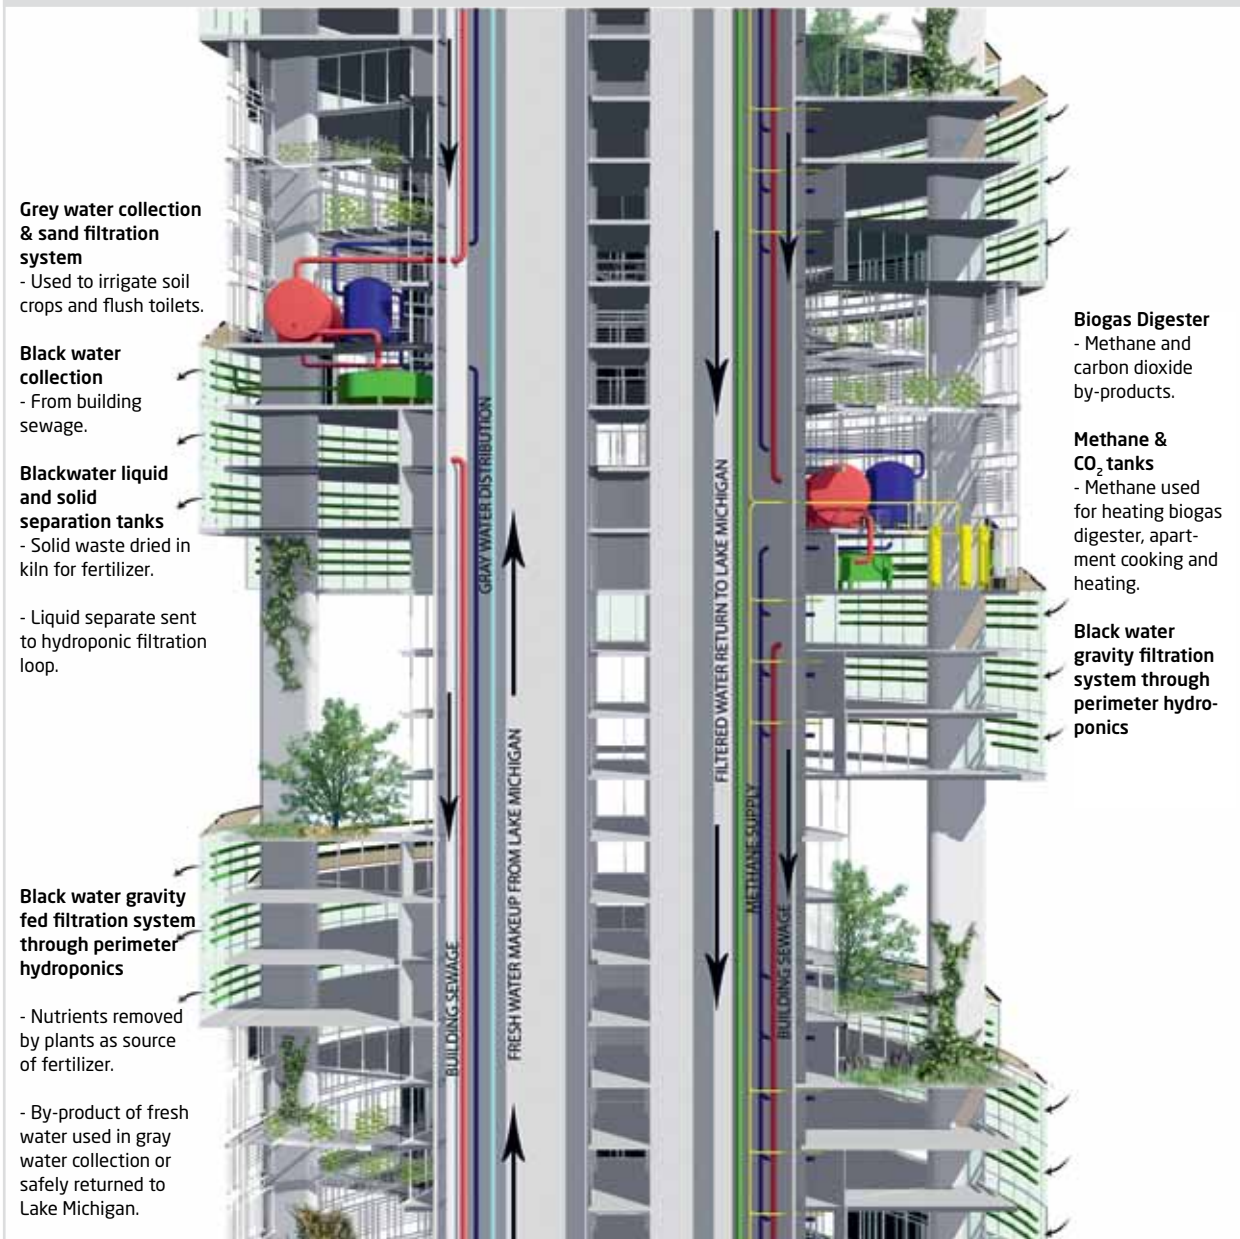 Grey water collection
& sand filtration
system
- Used to irrigate soil
crops and flush toilets.
Black water
collection
- From building
sewage.
Blackwater liquid
and solid
separation tanks
- Solid waste dried in
kiln for fertilizer.
- Liquid separate sent
to hydroponic filtration
loop.
Black water gravity
fed filtration system
through perimeter
hydroponics
- Nutrients removed
by plants as source
of fertilizer.
- By-product of fresh
water used in gray
water collection or
safely returned to
Lake Michigan.
BUILDING SEWAGE
GRAY WATER DISTRIBUTION
FRESH WATER MAKEUP FROM LAKE MICHIGAN
FILTERED WATER RETURN TO LAKE MICHIGAN
METHANE SUPPLY
BUILDING SEWAGE
Biogas Digester
- Methane and
carbon dioxide
by-products.
Methane &
CO2 tanks
- Methane used
for heating biogas
digester, apart-
ment cooking and
heating.
Black water
gravity filtration
system through
perimeter hydro-
ponics